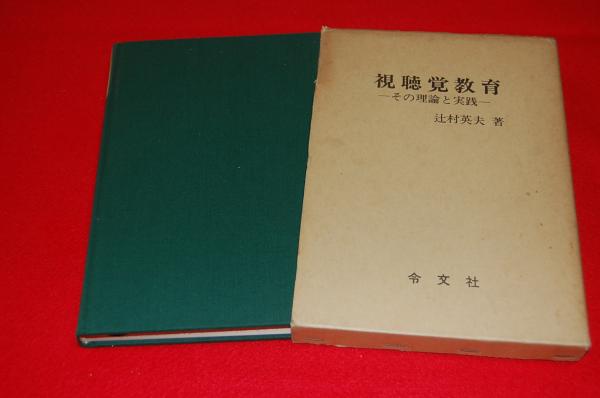 視聴覚教育
―その理論と実践―
辻村英夫 著
令文社